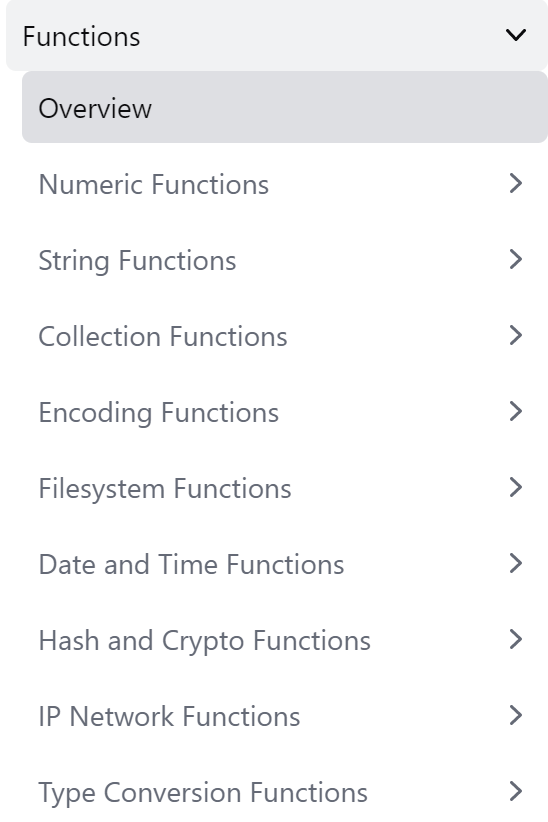 Functions
Overview
Numeric Functions
String Functions
Collection Functions
Encoding Functions
Filesystem Functions
Date and Time Functions
Hash and Crypto Functions
IP Network Functions
Type Conversion Functions